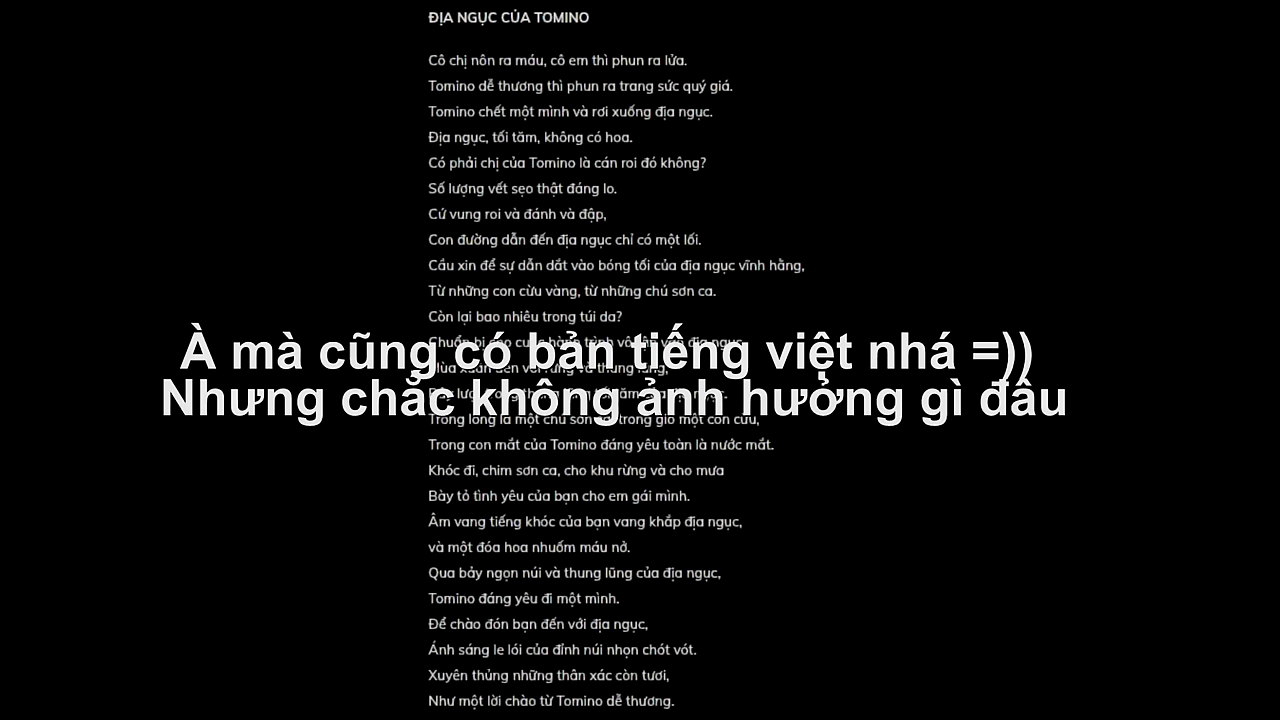 ĐỊA NGỤC CỦA TOMINO
Cô chị nôn ra máu, cô em thì phun ra lửa.
Tomino dễ thương thì phun ra trang sức quý giá.
Tomino chết một mình và rơi xuống địa ngục.
Địa ngục, tối tăm, không có hoa.
Có phải chị của Tomino là cán roi đó không?
Số lượng vết sẹo thật đáng lo.
Cứ vung roi và đánh và đập,
Con đường dẫn đến địa ngục chỉ có một lối.
Cầu xin để sự dẫn dắt vào bóng tối của địa ngục vĩnh hằng,
Từ những con cừu vàng, từ những chú sơn ca.
Còn lại bao nhiêu trong túi da?
À mà cũng có bản tiếng việt nhá =))
Nhưng chắc không ảnh hưởng gì đâu
Trong con mắt của Tomino đáng yêu toàn là nước mắt.
Khóc đi, chim sơn ca, cho khu rừng và cho mưa
Bày tỏ tình yêu của bạn cho em gái mình.
Âm vang tiếng khóc của bạn vang khắp địa ngục,
và một đóa hoa nhuốm máu nở.
Qua bảy ngọn núi và thung lũng của địa ngục,
Tomino đáng yêu đi một mình.
Để chào đón bạn đến với địa ngục,
Ánh sáng le lói của đỉnh núi nhọn chót vót.
Xuyên thủng những thân xác còn tươi,
Như một lời chào từ Tomino dễ thương.